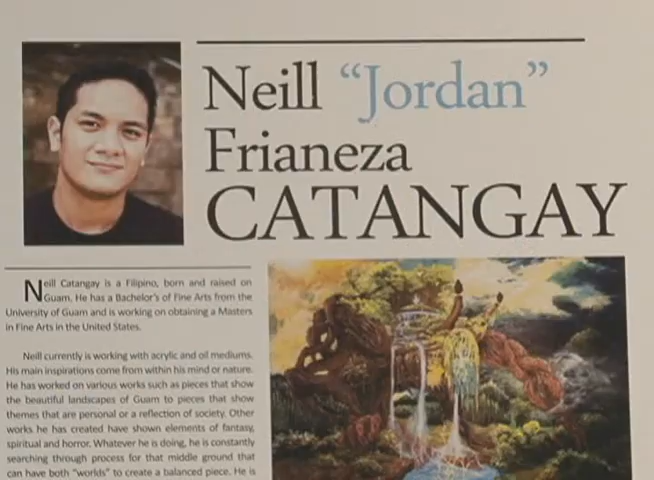 Neill “Jordan”
Frianeza
CATANGAY
Neill Catangay is a Filipino, born and raised on
Guam. He has a Bachelor's of Fine Arts from the
University of Guam and is working on obtaining a Masters
in Fine Arts in the United States.
Neill currently is working with acrylic and oil mediums.
His main inspirations come from within his mind or nature.
He has worked on various works such as pieces that show
the beautiful landscapes of Guam to pieces that show
themes that are personal or a reflection of society. Other
works he has created have shown elements of fantasy,
spiritual and horror. Whatever he is doing, he is constantly
searching through process for that middle ground that
can have both “worlds” to create a balanced piece. He is